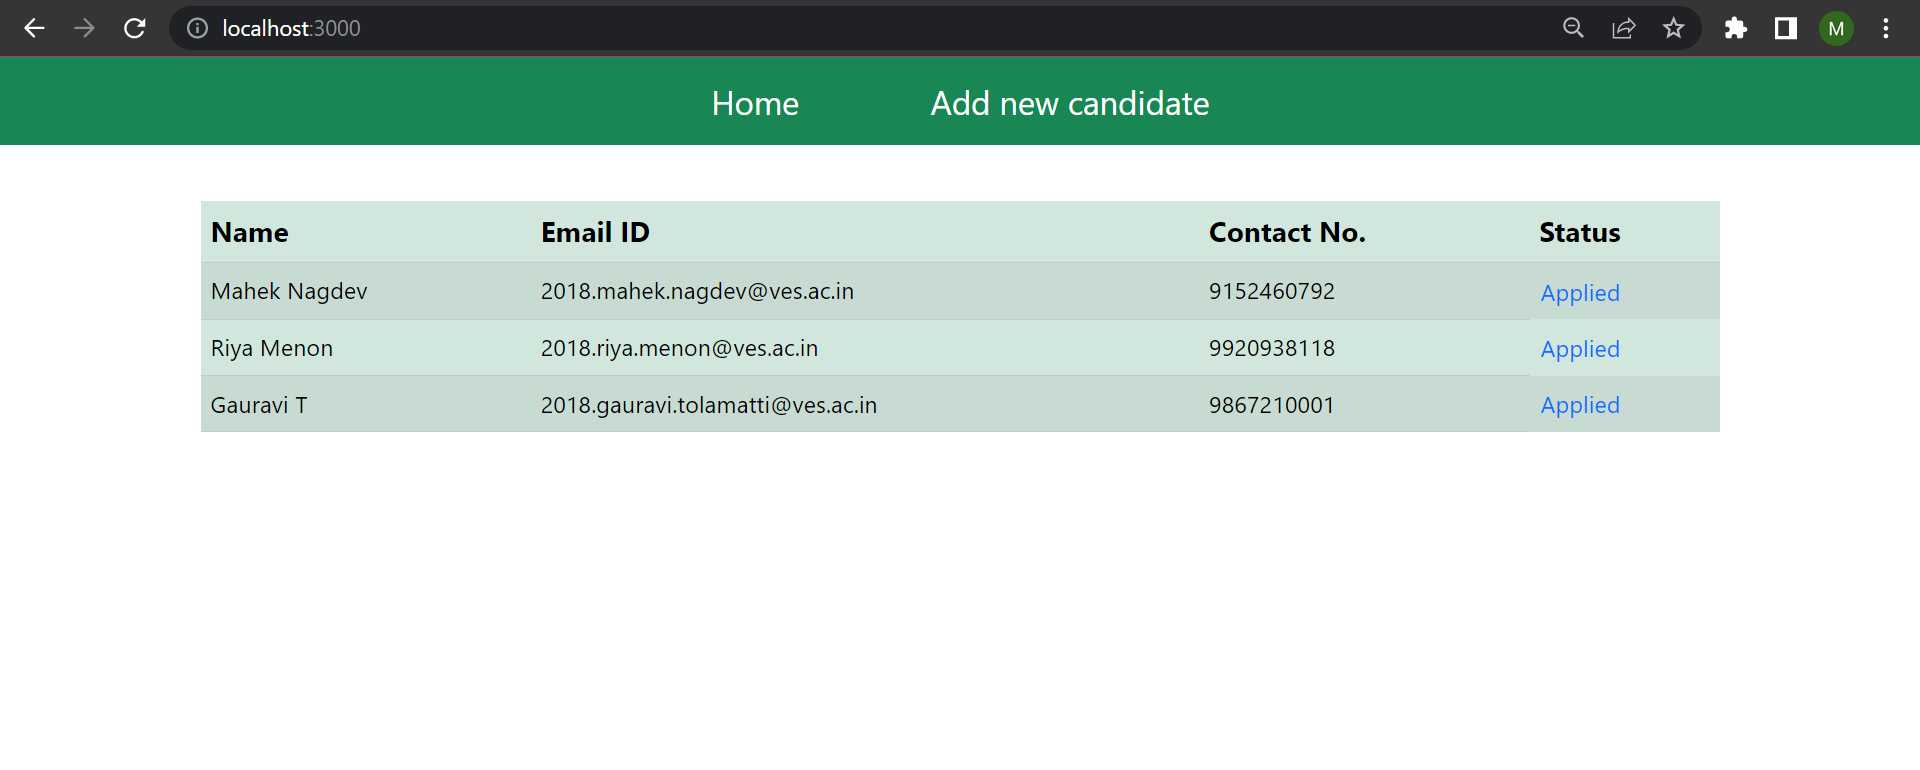 localhost:3000
M
Home Add new candidate
Name Email ID Contact No. Status
Mahek Nagdev 2018.mahek.nagdev@ves.ac.in 9152460792 Applied
Riya Menon 2018.riya.menon@ves.ac.in 9920938118 Applied
Gauravi T 2018.gauravi.tolamatti@ves.ac.in 9867210001 Applied